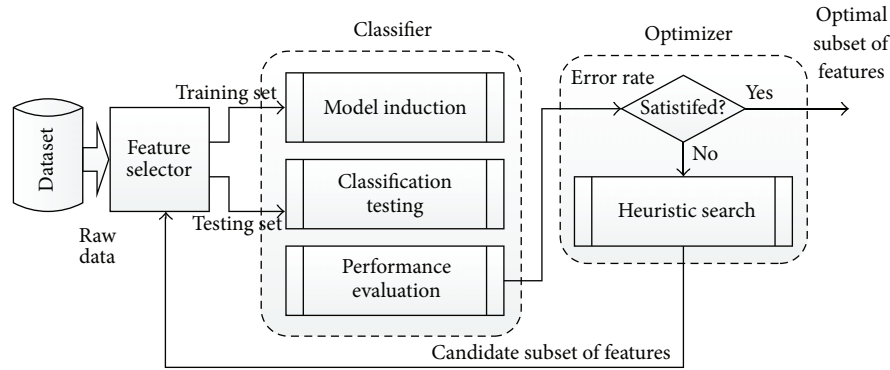 Classifier
Optimizer
Optimal
subset of
features
Training set
Model induction
Error rate
Satistifed?
Yes
Dataset
Feature
selector
No
Classification
testing
Heuristic search
Testing set
Raw
data
Performance
evaluation
Candidate subset of features